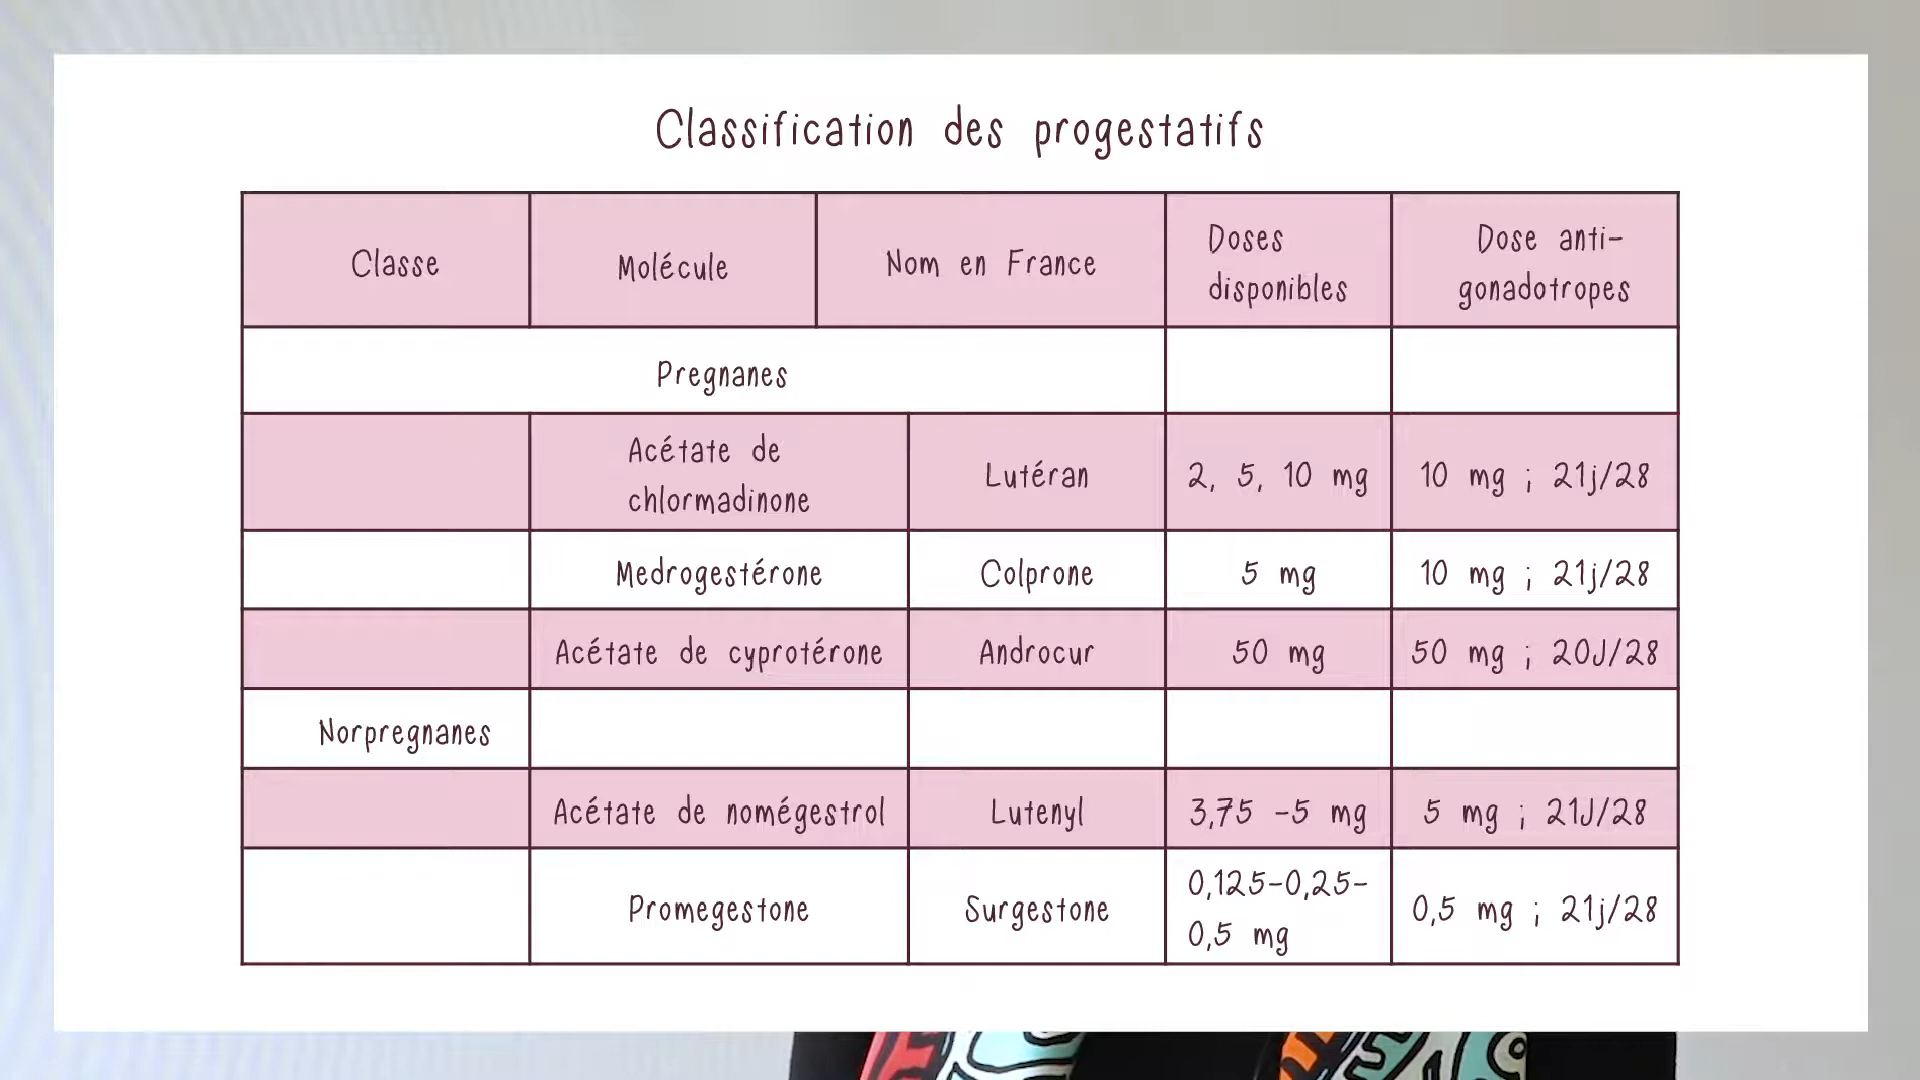 Classification des progestatifs
Classe
Molécule
Nom en France
Doses
disponibles
Dose anti-
gonadotropes
Pregnanes
Acétate de
chlormadinone
Lutéran
2, 5, 10 mg
10 mg ; 21j/28
Medrogestérone
Colprone
5 mg
10 mg ; 21j/28
Acétate de cyprotérone
Androcur
50 mg
50 mg ; 20J/28
Norpregnanes
Acétate de nomégestrol
Lutenyl
3,75 -5 mg
5 mg ; 21J/28
Promegestone
Surgestone
0,125-0,25-
0,5 mg
0,5 mg ; 21j/28